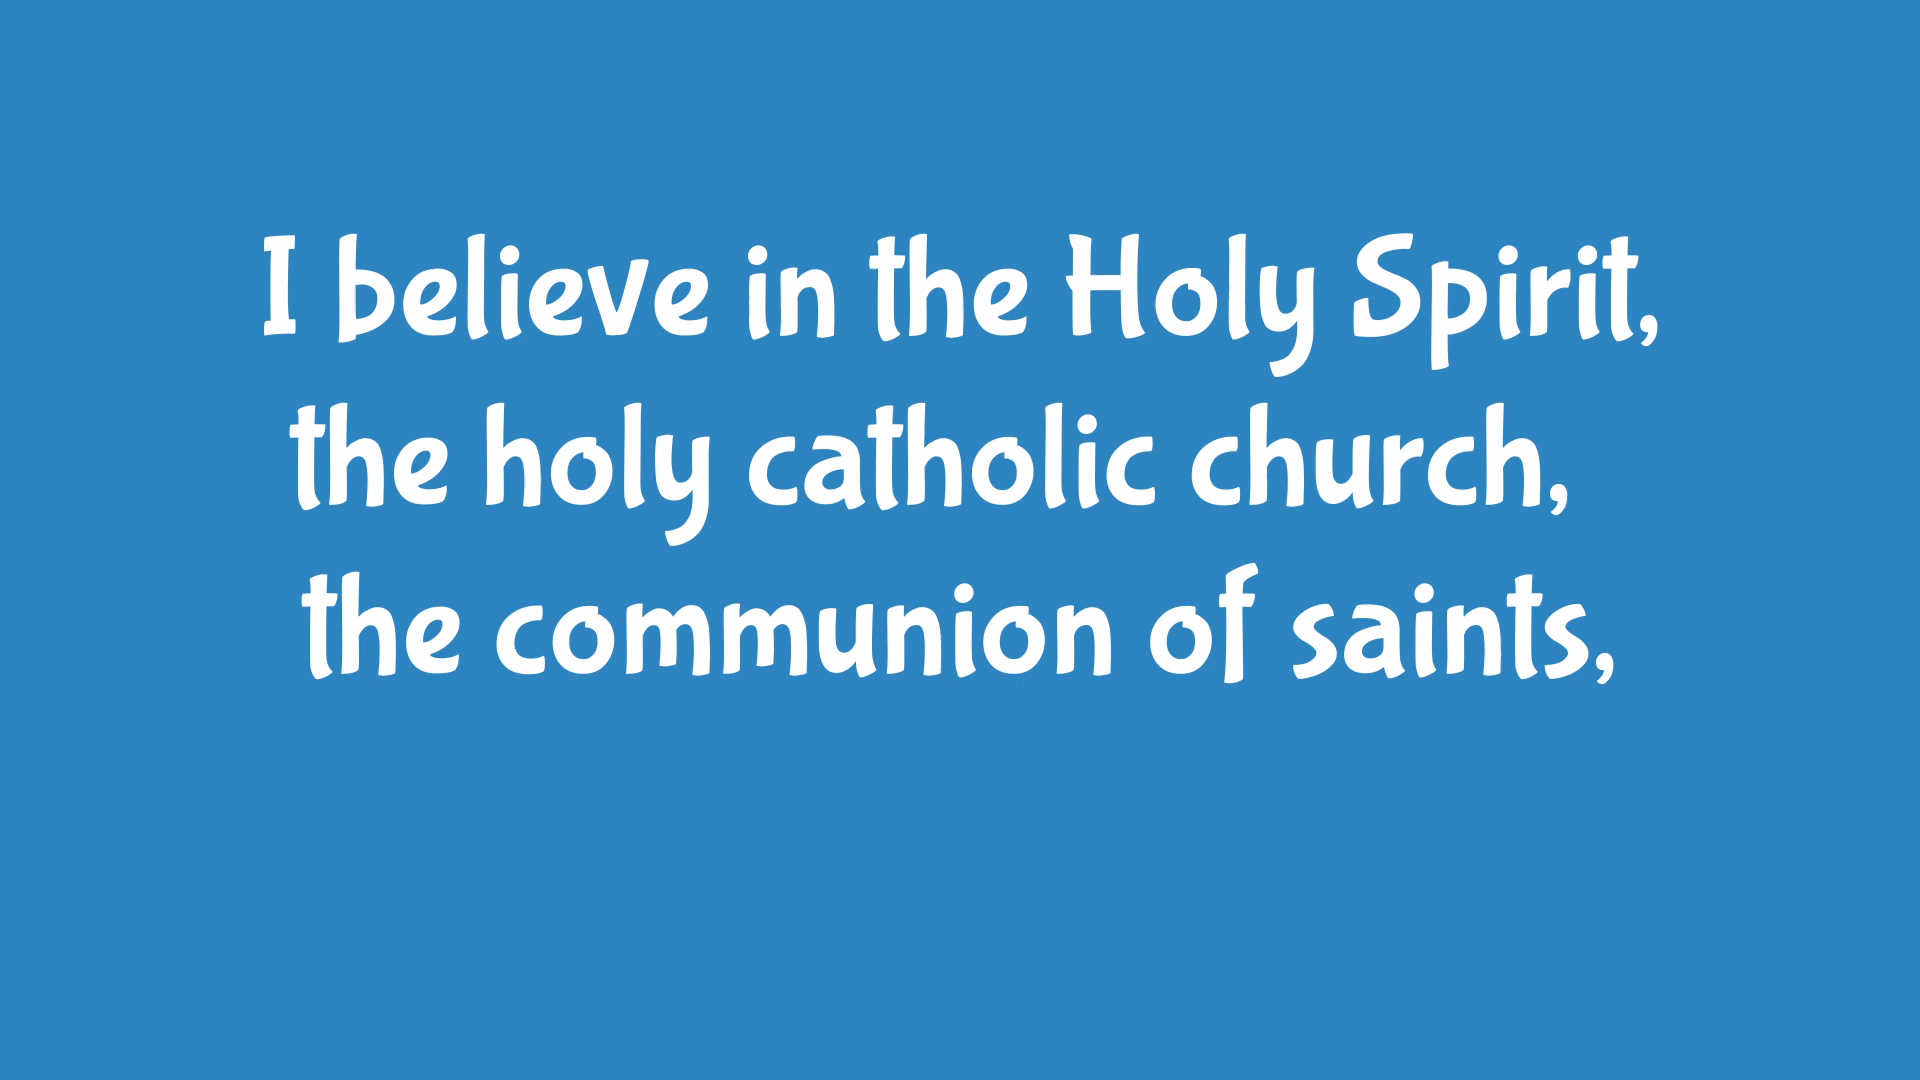 I believe in the Holy Spirit,
the holy catholic church,
the communion of saints,